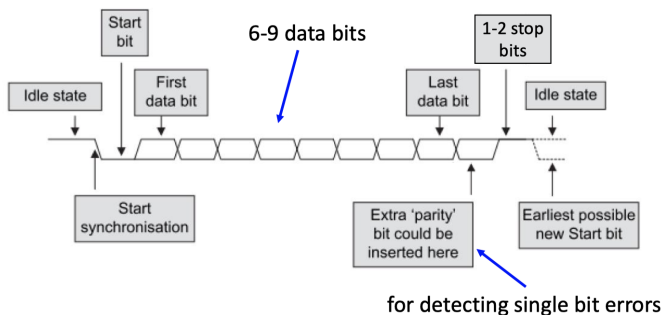 Start
bit
6-9 data bits
1-2 stop
bits
Idle state
First
data bit
Last
data bit
Idle state
Start
synchronisation
Extra ‘parity’
bit could be
inserted here
Earliest possible
new Start bit
for detecting single bit errors